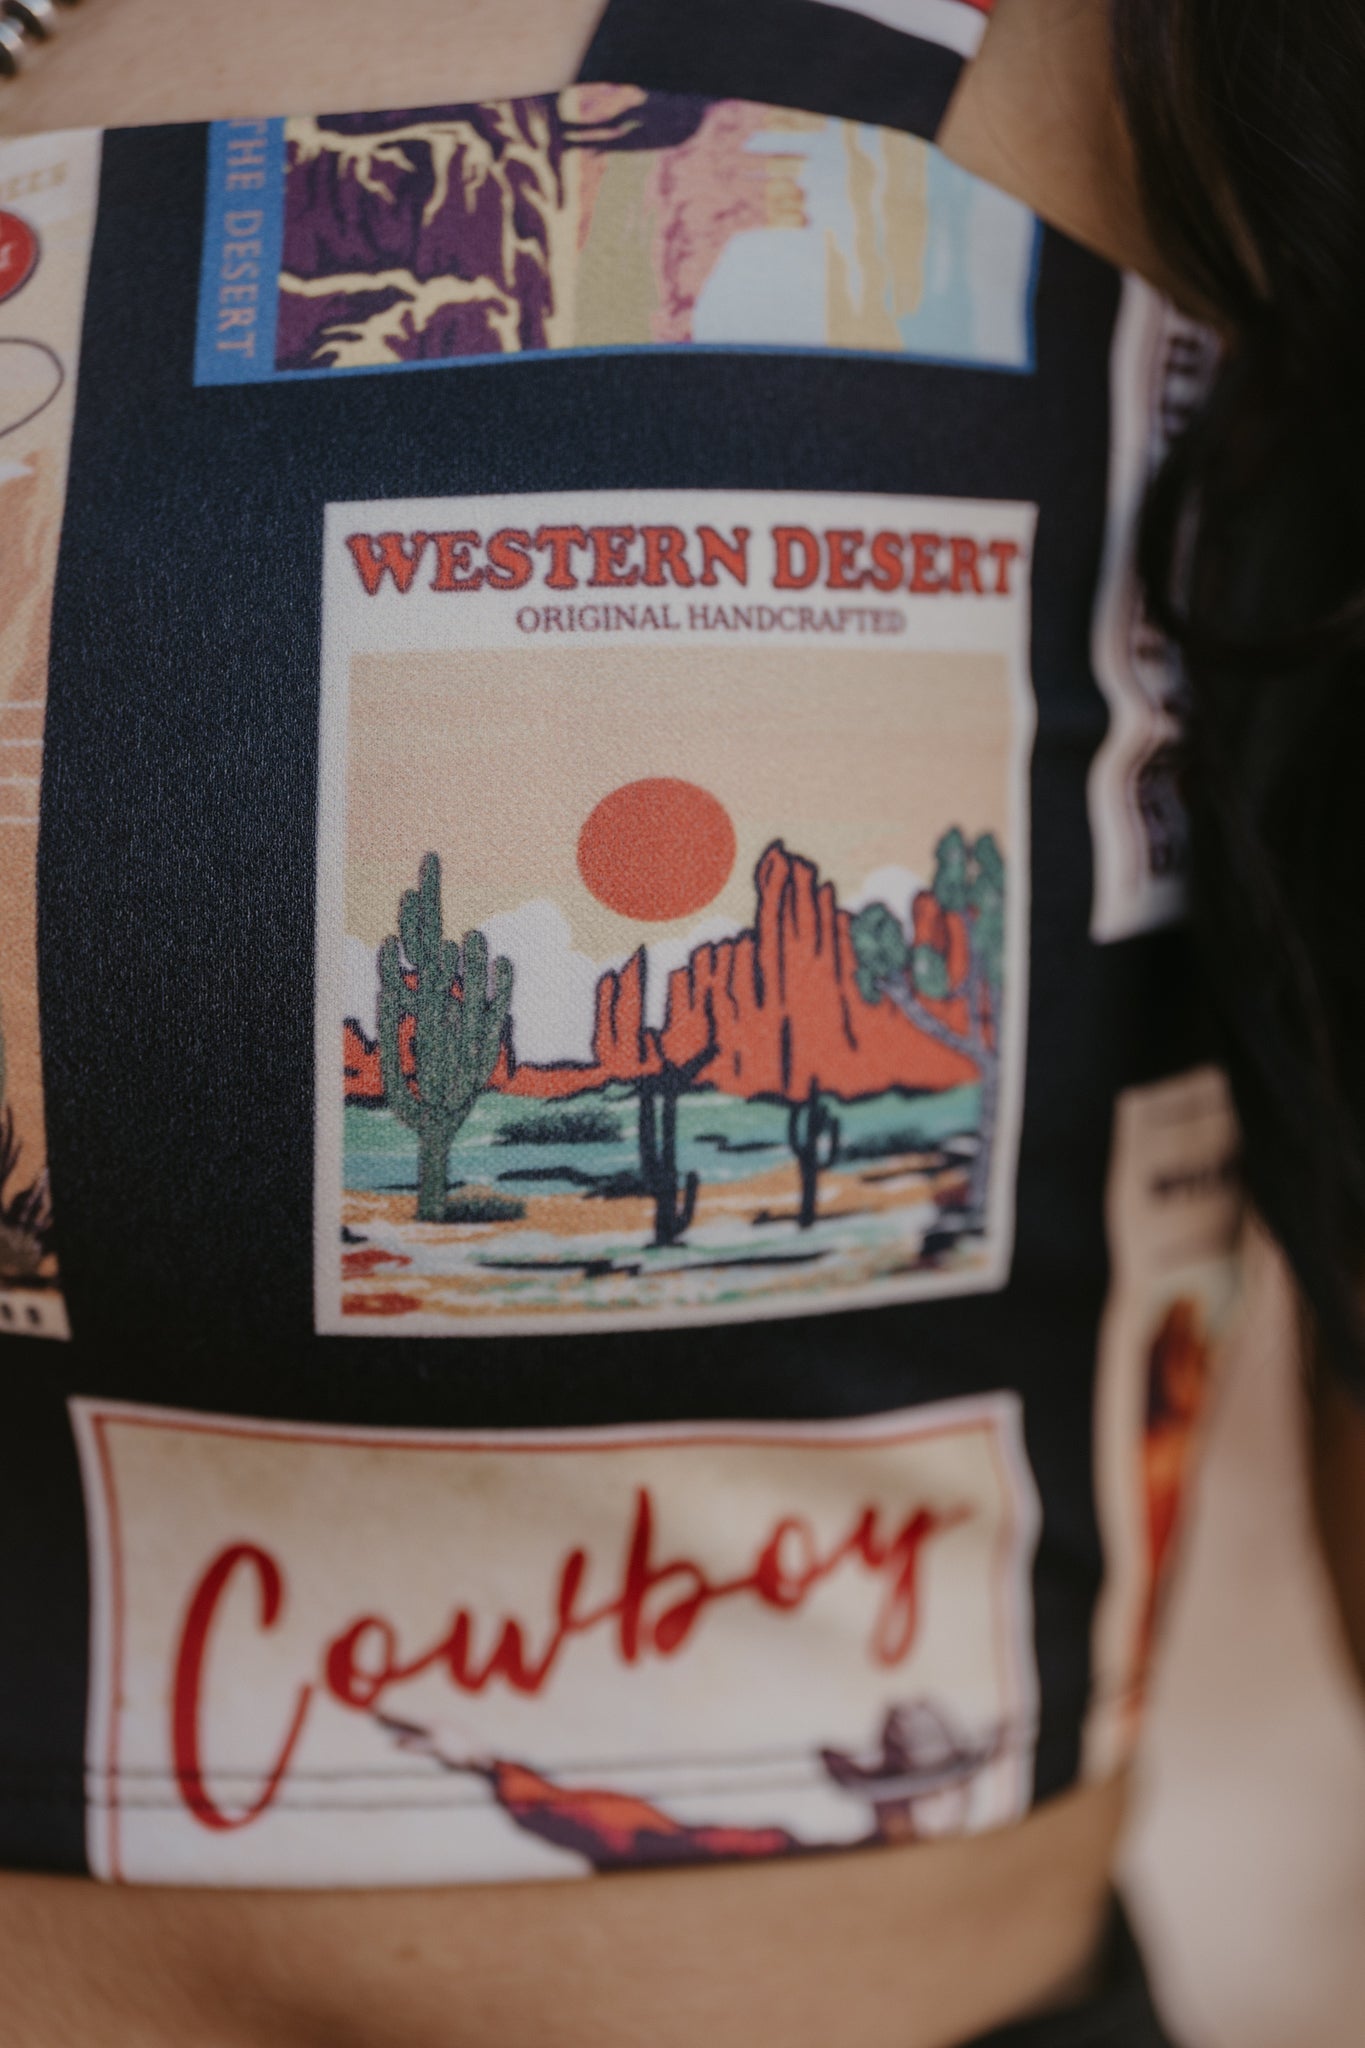 THE DESERT
WESTERN DESERT
ORIGINAL HANDCRAFTED
Cowboy